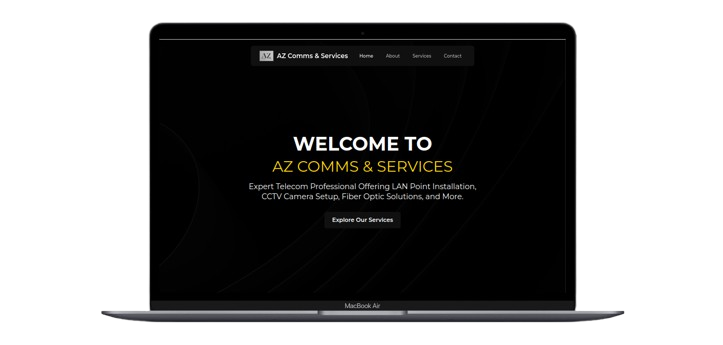 AZ AZ Comms & Services Home About Services Contact
WELCOME TO
AZ COMMS & SERVICES
Expert Telecom Professional Offering LAN Point Installation,
CCTV Camera Setup, Fiber Optic Solutions, and More.
Explore Our Services
MacBook Air